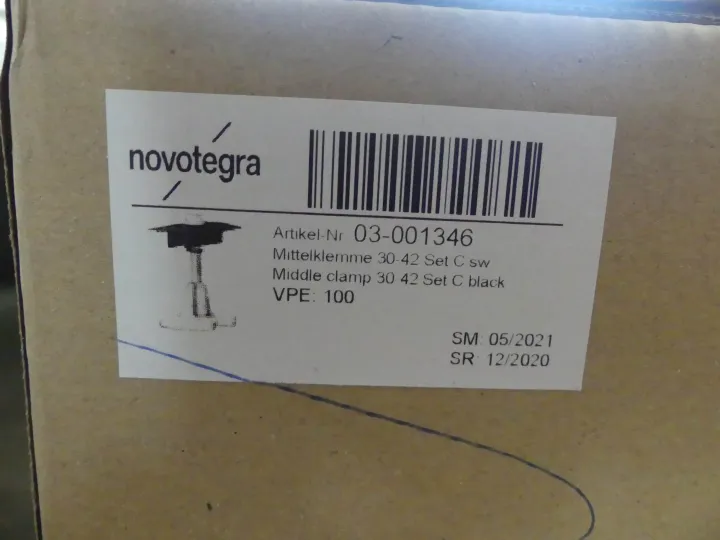 novotegra
Artikel-Nr 03-001346
Mittelklemme 30-42 Set C sw
Middle clamp 30-42 Set C black
VPE: 100
SM: 05/2021
SR: 12/2020